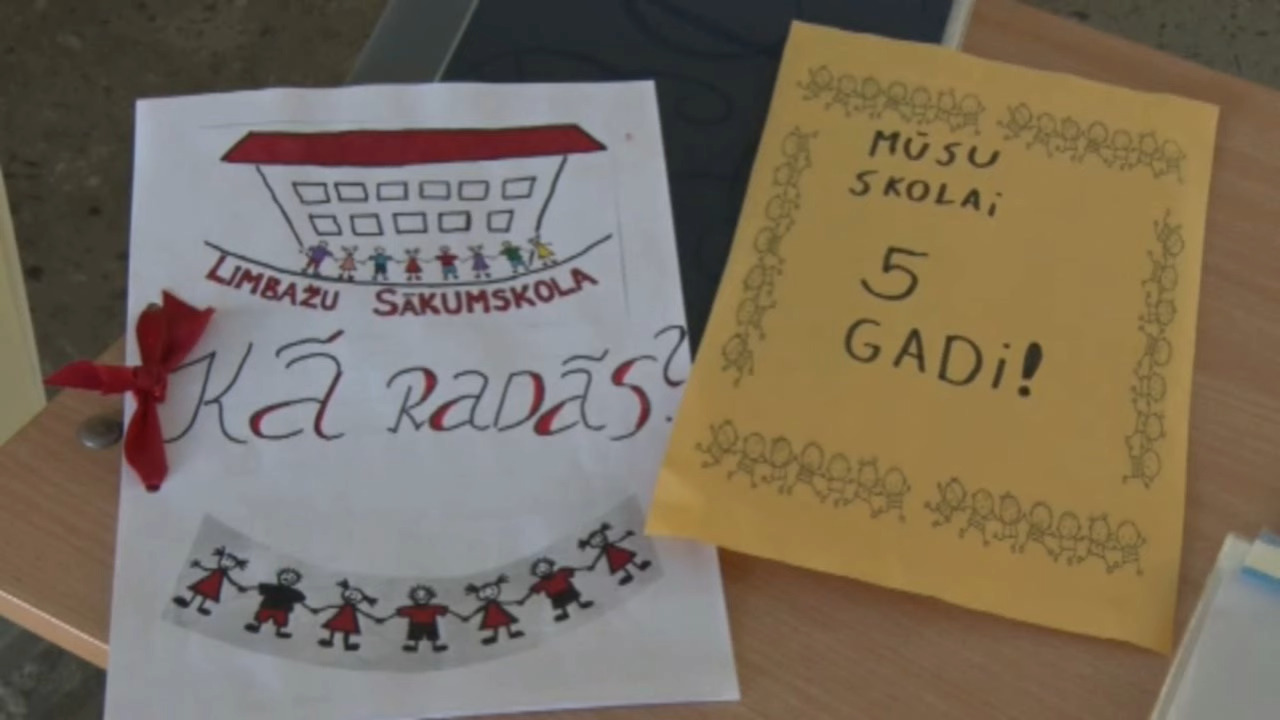 LIMBAŽU SĀKUMSKOLA
KĀ RADĀS?
MŪSU
SKOLAi
5
GADi!